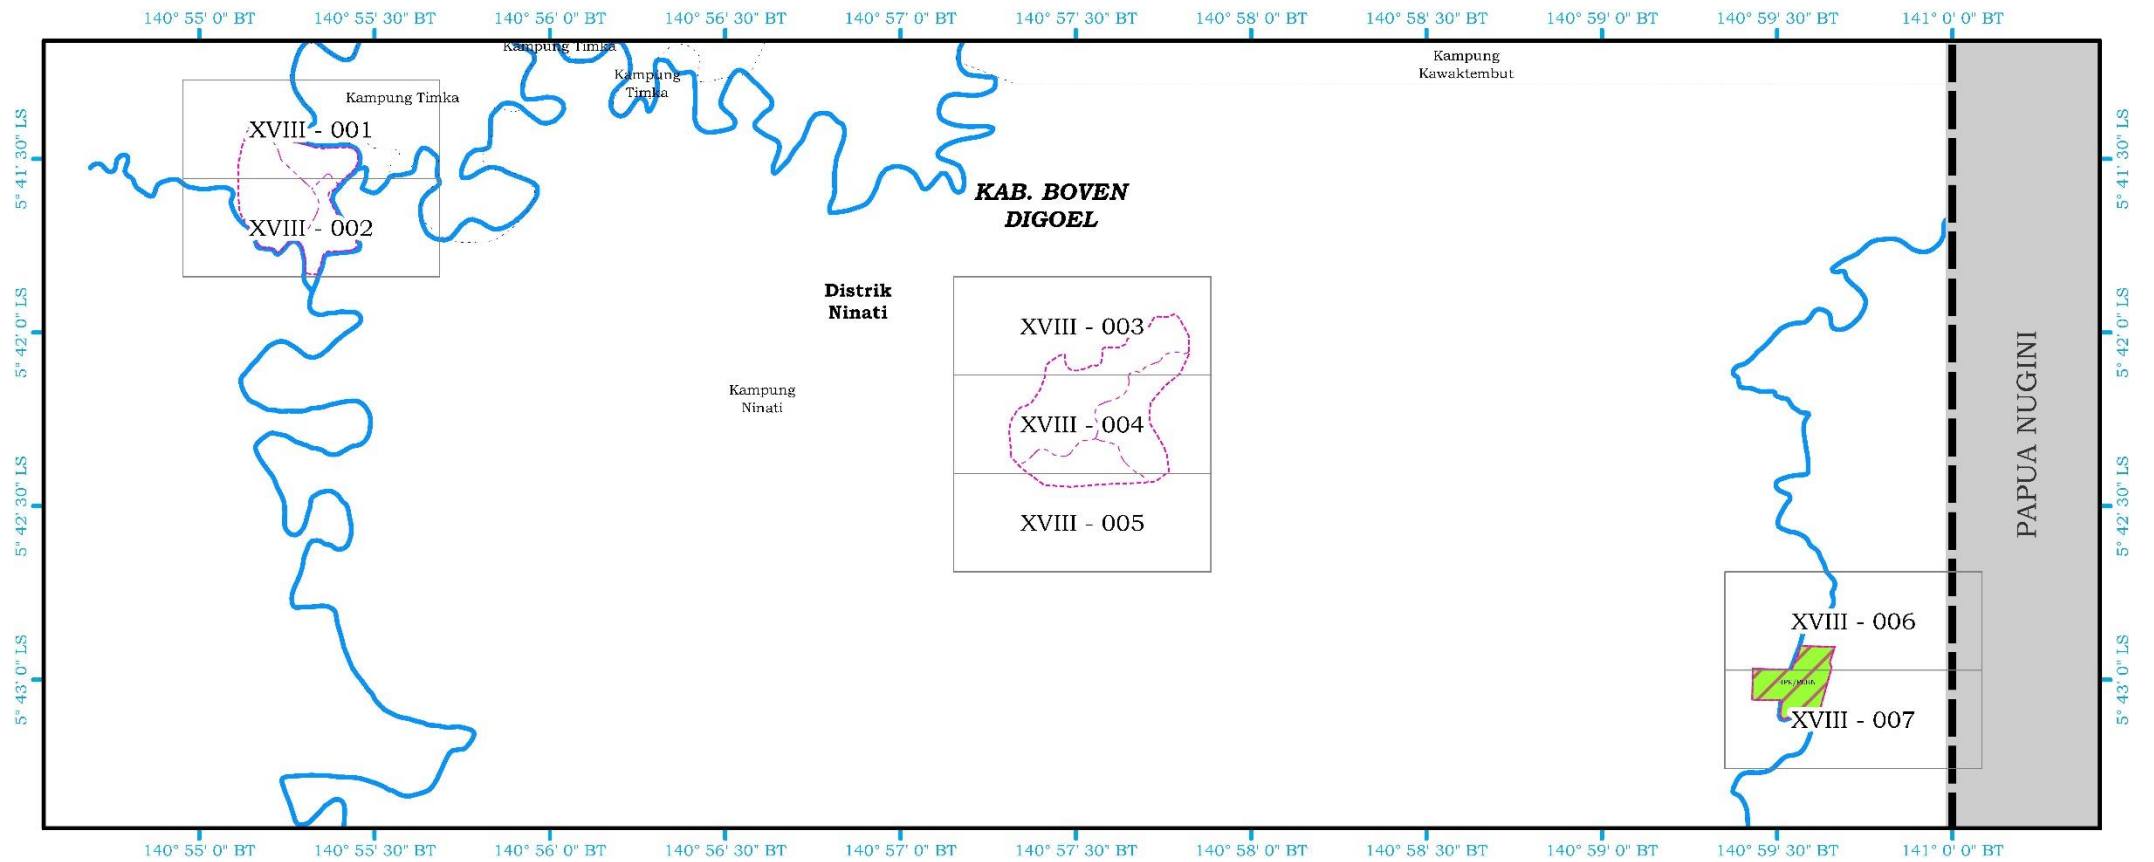 140° 55' 0" BT
140° 55' 30" BT
140° 56' 0" BT
140° 56' 30" BT
140° 57' 0" BT
140° 57' 30" BT
140° 58' 0" BT
140° 58' 30" BT
140° 59' 0" BT
140° 59' 30" BT
141° 0' 0" BT
Kampung Timka
Kampung
Timka
Kampung
Kawaktembut
Kampung Timka
XVIII - 001
5° 41' 30" LS
5° 41' 30" LS
KAB. BOVEN
DIGOEL
XVIII - 002
Distrik
Ninati
XVIII - 003
5° 42' 0" LS
5° 42' 0" LS
PAPUA NUGINI
Kampung
Ninati
XVIII - 004
5° 42' 30" LS
5° 42' 30" LS
XVIII - 005
XVIII - 006
5° 43' 0" LS
5° 43' 0" LS
XVIII - 007
140° 55' 0" BT
140° 55' 30" BT
140° 56' 0" BT
140° 56' 30" BT
140° 57' 0" BT
140° 57' 30" BT
140° 58' 0" BT
140° 58' 30" BT
140° 59' 0" BT
140° 59' 30" BT
141° 0' 0" BT